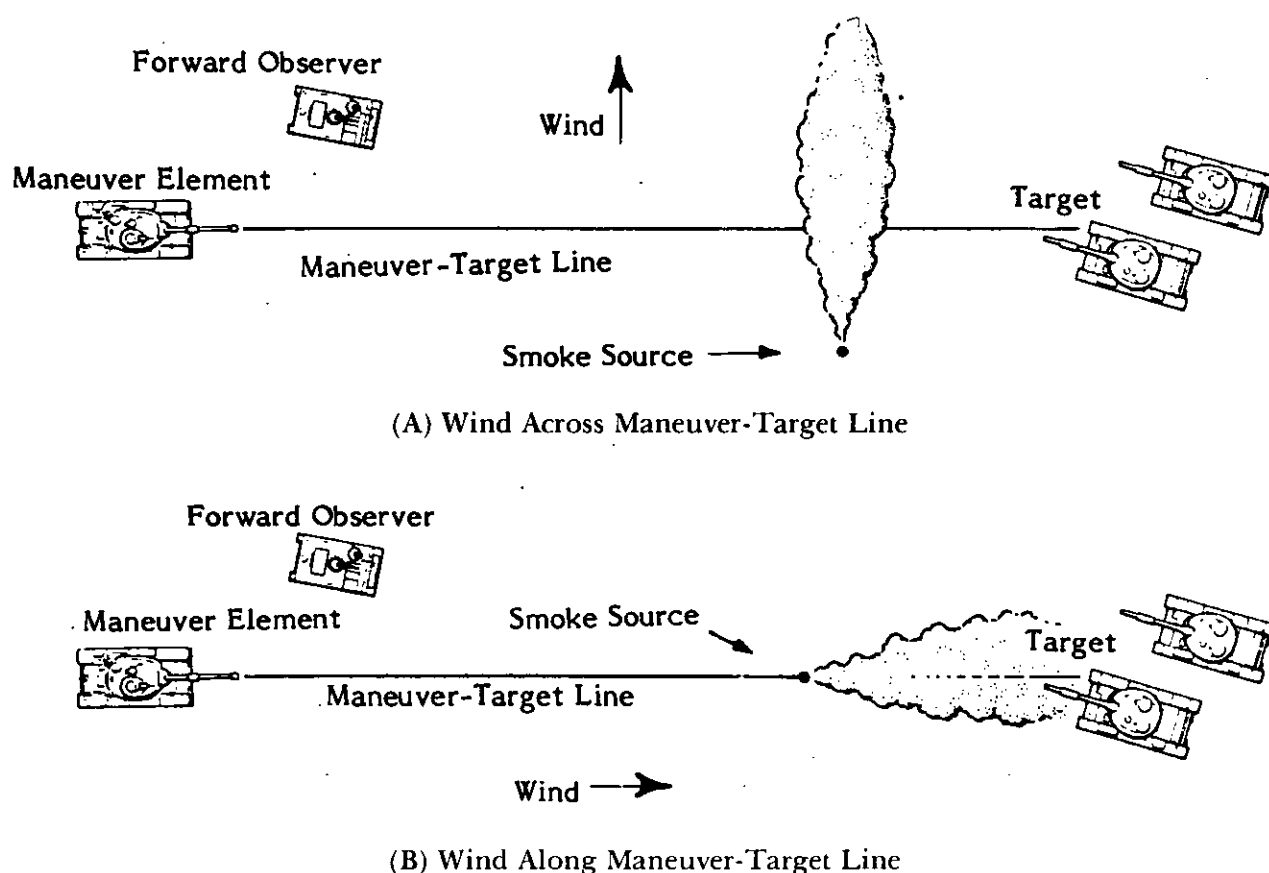 Forward Observer
Wind
Maneuver Element
Target
Maneuver-Target Line
Smoke Source
(A) Wind Across Maneuver-Target Line
Forward Observer
Maneuver Element
Smoke Source
Target
Maneuver-Target Line
Wind
(B) Wind Along Maneuver-Target Line